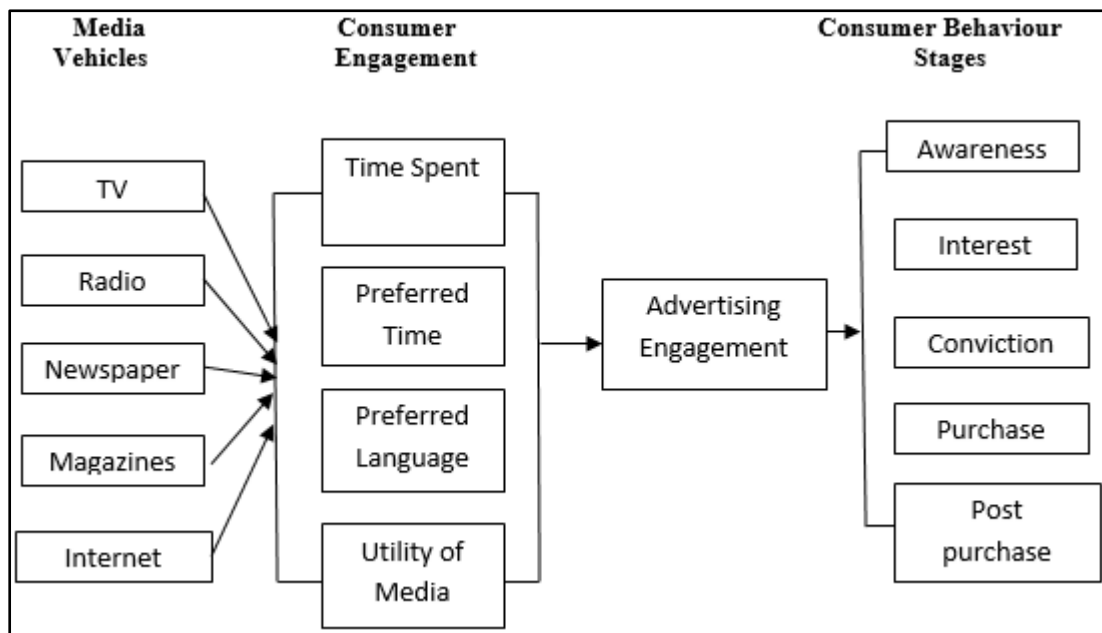 Media
Vehicles
Consumer
Engagement
Consumer Behaviour
Stages
TV
Radio
Newspaper
Magazines
Internet
Time Spent
Preferred
Time
Preferred
Language
Utility of
Media
Advertising
Engagement
Awareness
Interest
Conviction
Purchase
Post
purchase